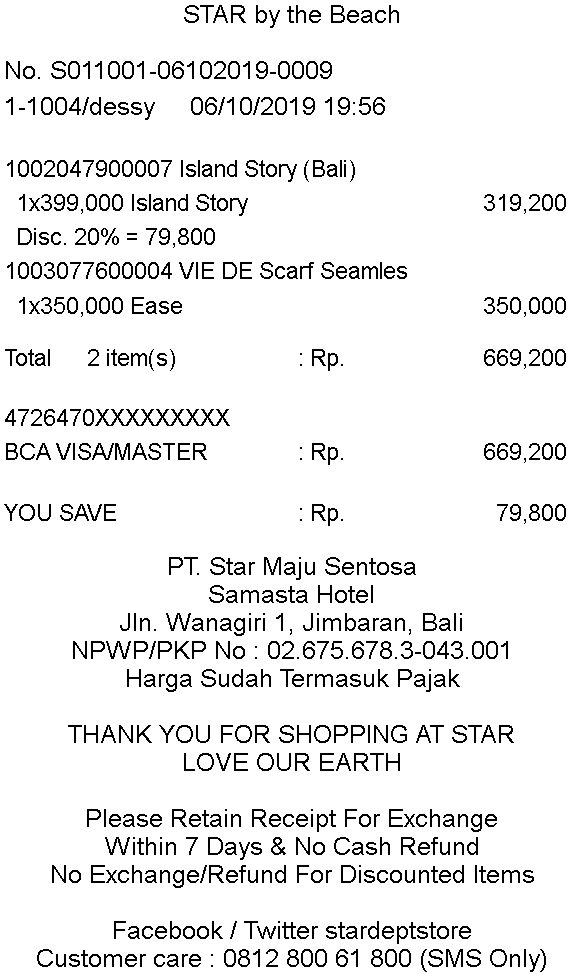 STAR by the Beach
No. S011001-06102019-0009
1-1004/dessy 06/10/2019 19:56
1002047900007 Island Story (Bali)
1x399,000 Island Story 319,200
Disc. 20% = 79,800
1003077600004 VIE DE Scarf Seamles
1x350,000 Ease 350,000
Total 2 item(s) : Rp. 669,200
4726470XXXXXXXXX
BCA VISA/MASTER : Rp. 669,200
YOU SAVE : Rp. 79,800
PT. Star Maju Sentosa
Samasta Hotel
Jln. Wanagiri 1, Jimbaran, Bali
NPWP/PKP No : 02.675.678.3-043.001
Harga Sudah Termasuk Pajak
THANK YOU FOR SHOPPING AT STAR
LOVE OUR EARTH
Please Retain Receipt For Exchange
Within 7 Days & No Cash Refund
No Exchange/Refund For Discounted Items
Facebook / Twitter stardeptstore
Customer care : 0812 800 61 800 (SMS Only)